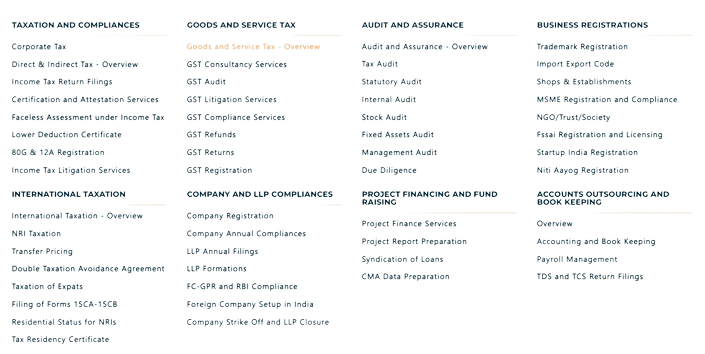 TAXATION AND COMPLIANCES
Corporate Tax
Direct & Indirect Tax - Overview
Income Tax Return Filings
Certification and Attestation Services
Faceless Assessment under Income Tax
Lower Deduction Certificate
80G & 12A Registration
Income Tax Litigation Services
GOODS AND SERVICE TAX
Goods and Service Tax - Overview
GST Consultancy Services
GST Audit
GST Litigation Services
GST Compliance Services
GST Refunds
GST Returns
GST Registration
AUDIT AND ASSURANCE
Audit and Assurance - Overview
Tax Audit
Statutory Audit
Internal Audit
Stock Audit
Fixed Assets Audit
Management Audit
Due Diligence
BUSINESS REGISTRATIONS
Trademark Registration
Import Export Code
Shops & Establishments
MSME Registration and Compliance
NGO/Trust/Society
Fssai Registration and Licensing
Startup India Registration
Niti Aayog Registration
INTERNATIONAL TAXATION
International Taxation - Overview
NRI Taxation
Transfer Pricing
Double Taxation Avoidance Agreement
Taxation of Expats
Filing of Forms 15CA-15CB
Residential Status for NRIs
Tax Residency Certificate
COMPANY AND LLP COMPLIANCES
Company Registration
Company Annual Compliances
LLP Annual Filings
LLP Formations
FC-GPR and RBI Compliance
Foreign Company Setup in India
Company Strike Off and LLP Closure
PROJECT FINANCING AND FUND
RAISING
Project Finance Services
Project Report Preparation
Syndication of Loans
CMA Data Preparation
ACCOUNTS OUTSOURCING AND
BOOK KEEPING
Overview
Accounting and Book Keeping
Payroll Management
TDS and TCS Return Filings